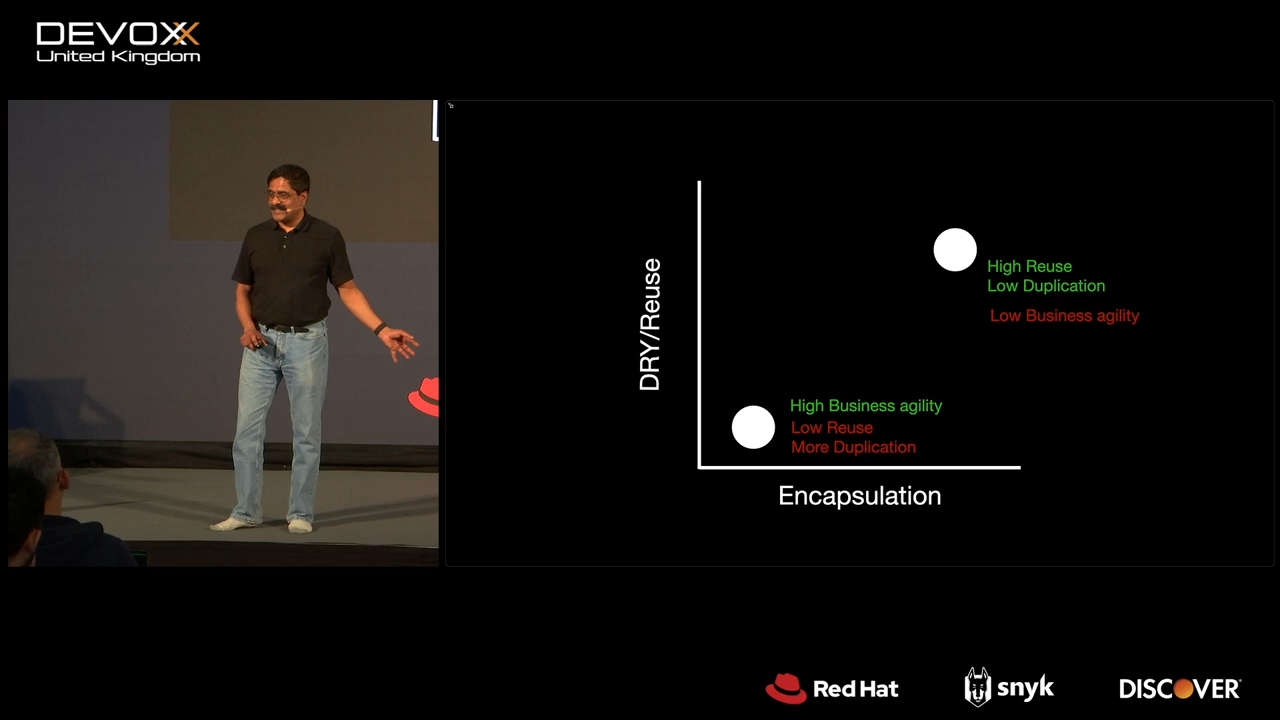 DEVOXX
United Kingdom
DRY/Reuse
High Reuse
Low Duplication
Low Business agility
High Business agility
Low Reuse
More Duplication
Encapsulation
Red Hat
snyk
DISCOVER